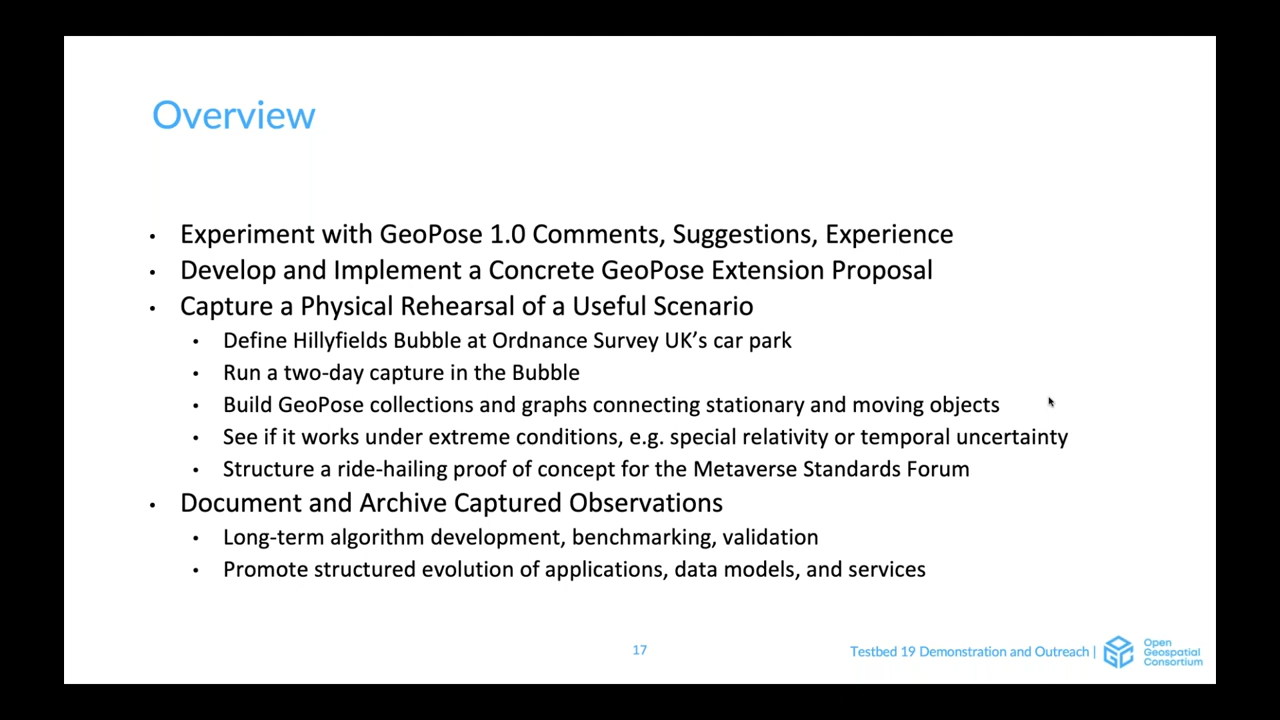 Overview
• Experiment with GeoPose 1.0 Comments, Suggestions, Experience
• Develop and Implement a Concrete GeoPose Extension Proposal
• Capture a Physical Rehearsal of a Useful Scenario
• Define Hillyfields Bubble at Ordnance Survey UK’s car park
• Run a two-day capture in the Bubble
• Build GeoPose collections and graphs connecting stationary and moving objects
• See if it works under extreme conditions, e.g. special relativity or temporal uncertainty
• Structure a ride-hailing proof of concept for the Metaverse Standards Forum
• Document and Archive Captured Observations
• Long-term algorithm development, benchmarking, validation
• Promote structured evolution of applications, data models, and services
17
Testbed 19 Demonstration and Outreach |
Open
Geospatial
Consortium